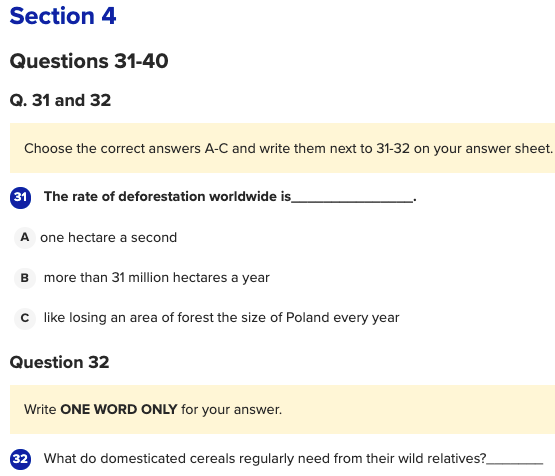 Section 4
Questions 31-40
Q. 31 and 32
Choose the correct answers A-C and write them next to 31-32 on your answer sheet.
31 The rate of deforestation worldwide is_______________.
A one hectare a second
B more than 31 million hectares a year
C like losing an area of forest the size of Poland every year
Question 32
Write ONE WORD ONLY for your answer.
32 What do domesticated cereals regularly need from their wild relatives?_______